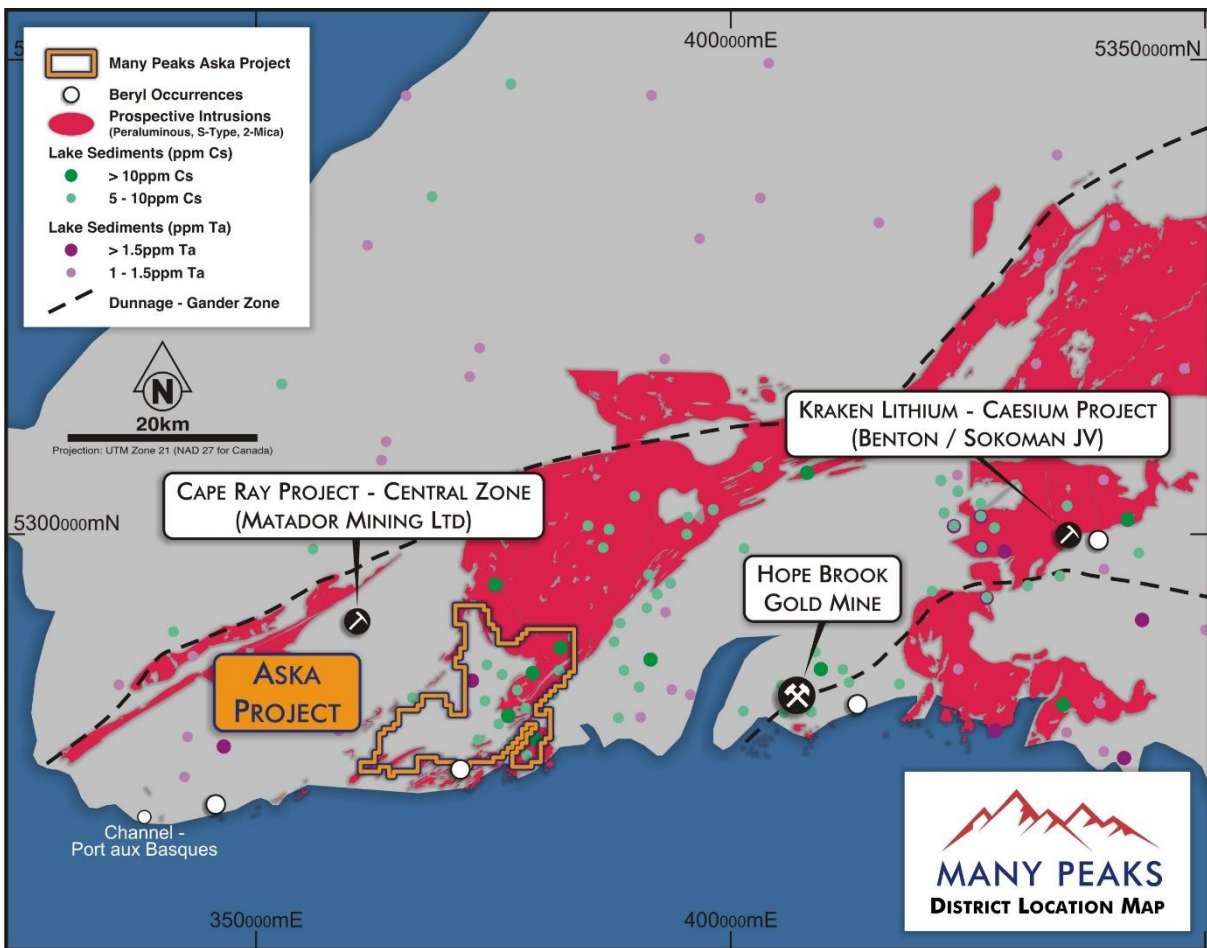 400000mE
5
5350000mN
Many Peaks Aska Project
Beryl Occurrences
Prospective Intrusions
(Peraluminous, S-Type, 2-Mica)
Lake Sediments (ppm Cs)
> 10ppm Cs
5 - 10ppm Cs
Lake Sediments (ppm Ta)
> 1.5ppm Ta
1 - 1.5ppm Ta
Dunnage - Gander Zone
N
20km
Projection: UTM Zone 21 (NAD 27 for Canada)
KRAKEN LITHIUM - CAESIUM PROJECT
(BENTON / SOKOMAN JV)
CAPE RAY PROJECT - CENTRAL ZONE
(MATADOR MINING LTD)
5300000mN
HOPE BROOK
GOLD MINE
ASKA
PROJECT
Channel -
Port aux Basques
MANY PEAKS
DISTRICT LOCATION MAP
350000mE
400000mE